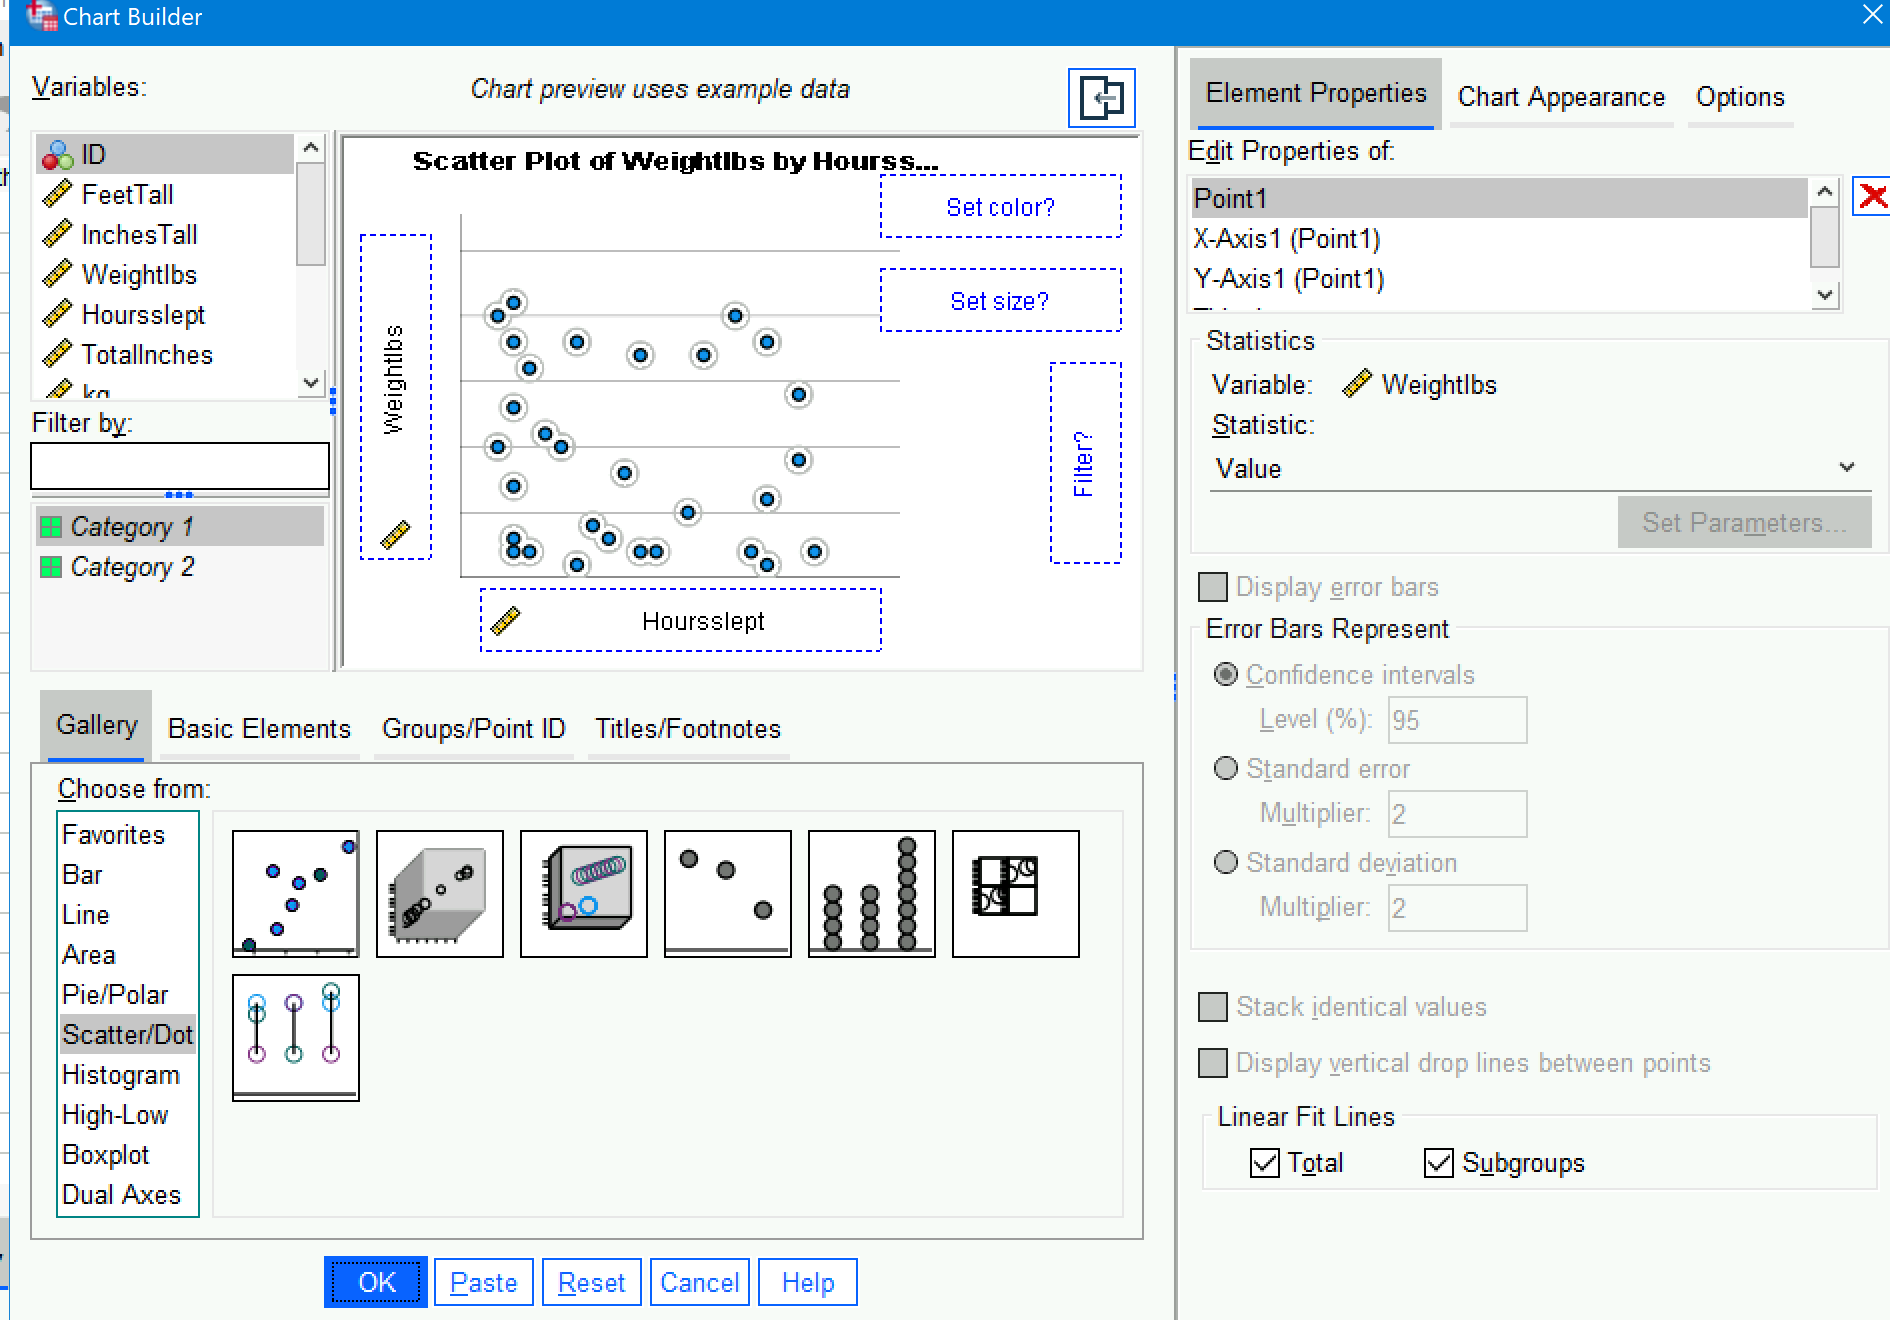 Chart Builder
Variables:
Chart preview uses example data
ID
FeetTall
InchesTall
Weightlbs
Hoursslept
TotalInches
kg
Filter by:
Category 1
Category 2
Scatter Plot of Weightlbs by Hourss...
Set color?
Set size?
Filter?
Weightlbs
Hoursslept
Gallery
Basic Elements
Groups/Point ID
Titles/Footnotes
Choose from:
Favorites
Bar
Line
Area
Pie/Polar
Scatter/Dot
Histogram
High-Low
Boxplot
Dual Axes
OK
Paste
Reset
Cancel
Help
Element Properties
Chart Appearance
Options
Edit Properties of:
Point1
X-Axis1 (Point1)
Y-Axis1 (Point1)
Statistics
Variable: Weightlbs
Statistic:
Value
Set Parameters...
Display error bars
Error Bars Represent
Confidence intervals
Level (%): 95
Standard error
Multiplier: 2
Standard deviation
Multiplier: 2
Stack identical values
Display vertical drop lines between points
Linear Fit Lines
Total
Subgroups